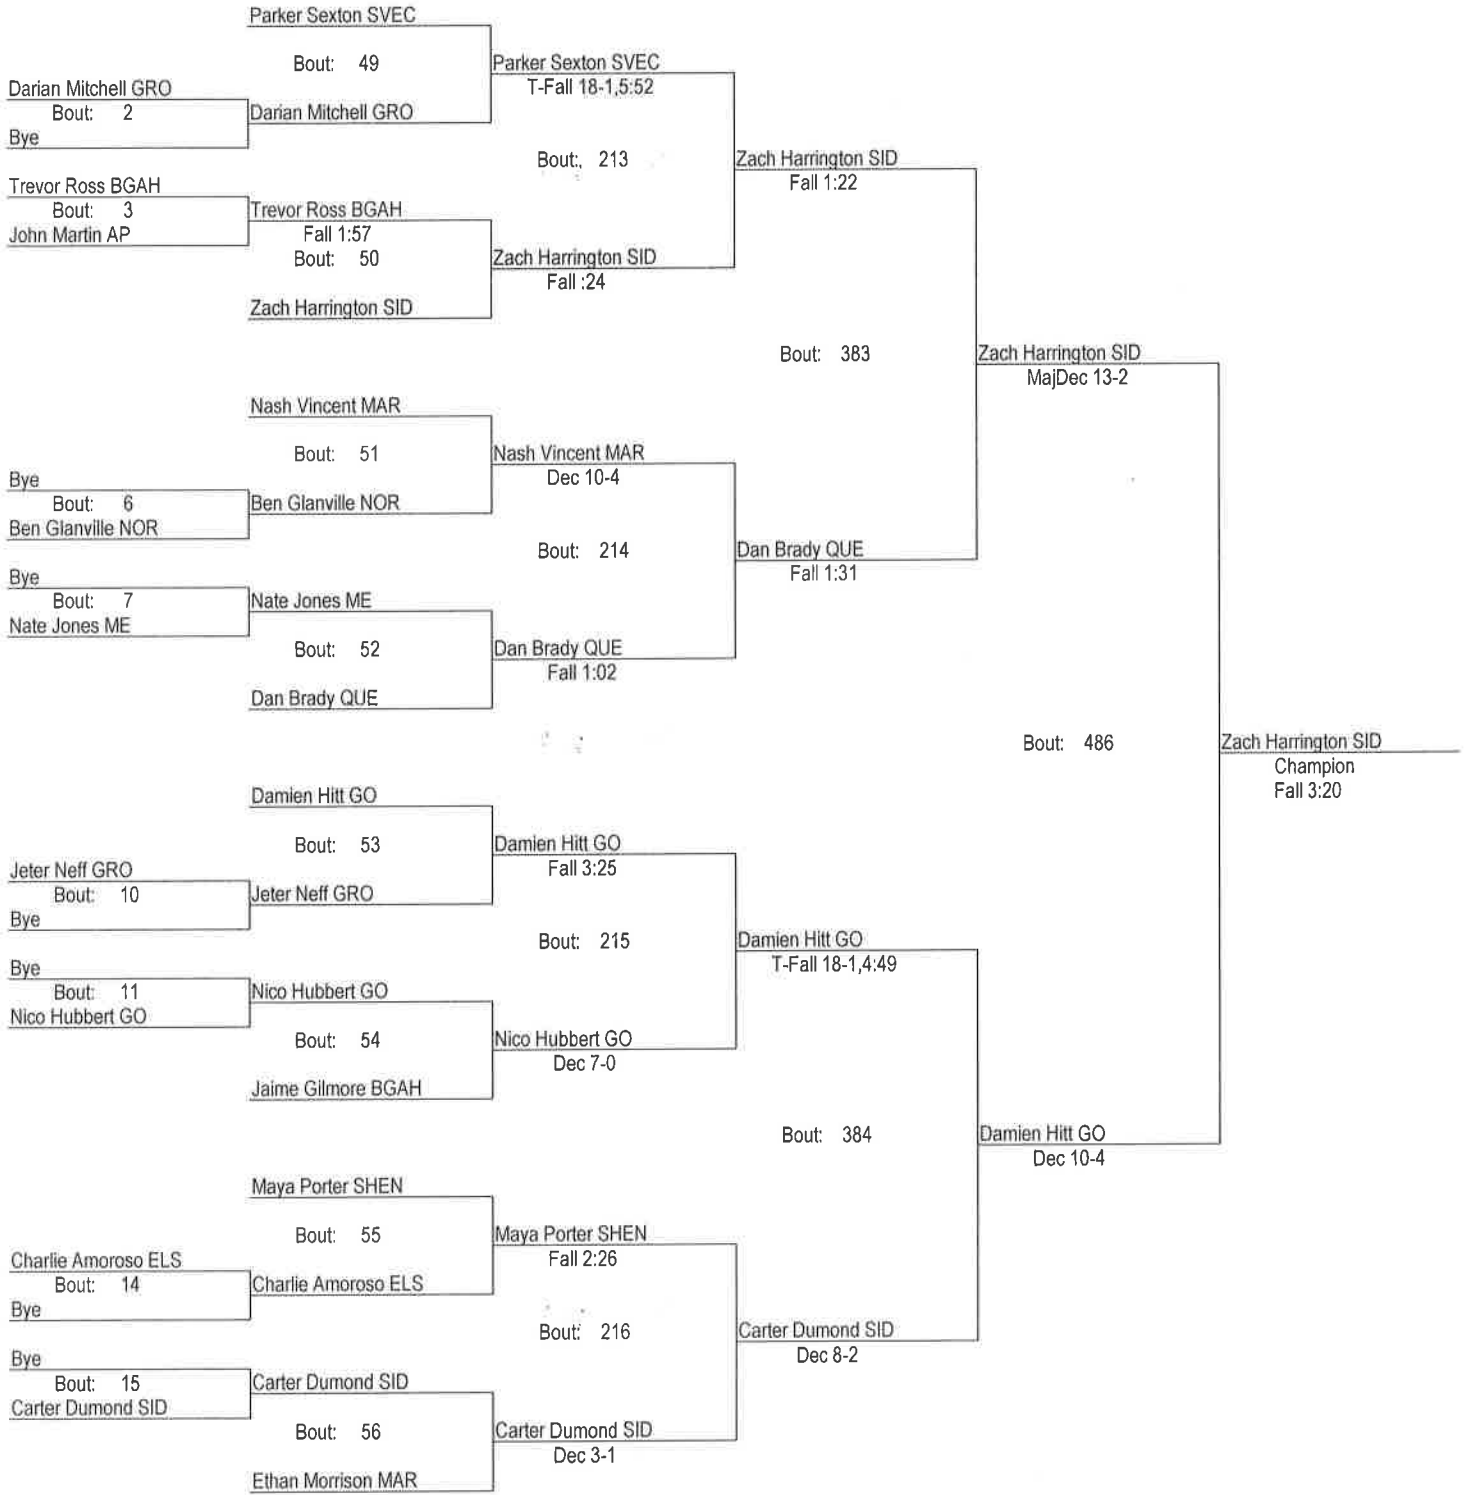 Parker Sexton SVEC
Bout: 49
Parker Sexton SVEC
T-Fall 18-1,5:52
Darian Mitchell GRO
Bout: 2
Darian Mitchell GRO
Bye
Bout: 213
Zach Harrington SID
Fall 1:22
Trevor Ross BGAH
Bout: 3
Trevor Ross BGAH
John Martin AP
Fall 1:57
Bout: 50
Zach Harrington SID
Fall :24
Zach Harrington SID
Bout: 383
Zach Harrington SID
MajDec 13-2
Nash Vincent MAR
Bout: 51
Nash Vincent MAR
Dec 10-4
Bye
Bout: 6
Ben Glanville NOR
Ben Glanville NOR
Bout: 214
Dan Brady QUE
Fall 1:31
Bye
Bout: 7
Nate Jones ME
Nate Jones ME
Bout: 52
Dan Brady QUE
Fall 1:02
Dan Brady QUE
Bout: 486
Zach Harrington SID
Champion
Fall 3:20
Damien Hitt GO
Bout: 53
Damien Hitt GO
Fall 3:25
Jeter Neff GRO
Bout: 10
Jeter Neff GRO
Bye
Bout: 215
Damien Hitt GO
T-Fall 18-1,4:49
Bye
Bout: 11
Nico Hubbert GO
Nico Hubbert GO
Bout: 54
Nico Hubbert GO
Dec 7-0
Jaime Gilmore BGAH
Bout: 384
Damien Hitt GO
Dec 10-4
Maya Porter SHEN
Bout: 55
Maya Porter SHEN
Fall 2:26
Charlie Amoroso ELS
Bout: 14
Charlie Amoroso ELS
Bye
Bout: 216
Carter Dumond SID
Dec 8-2
Bye
Bout: 15
Carter Dumond SID
Carter Dumond SID
Bout: 56
Carter Dumond SID
Dec 3-1
Ethan Morrison MAR